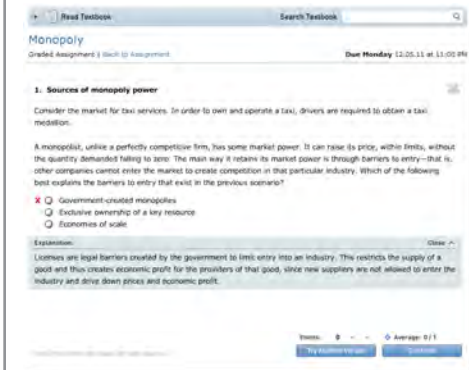 Read Textbook
Search Textbook
Monopoly
Graded Assignment | Back to Assignment
Due Monday 12.05.11 at 11:00 PM
1. Sources of monopoly power
Consider the market for taxi services. In order to own and operate a taxi, drivers are required to obtain a taxi
medallion.
A monopolist, unlike a perfectly competitive firm, has some market power. It can raise its price, within limits, without
the quantity demanded falling to zero. The main way it retains its market power is through barriers to entry—that is,
other companies cannot enter the market to create competition in that particular industry. Which of the following
best explains the barriers to entry that exist in the previous scenario?
X Government-created monopolies
Exclusive ownership of a key resource
Economies of scale
Explanation: Close
Licenses are legal barriers created by the government to limit entry into an industry. This restricts the supply of a
good and thus creates economic profit for the providers of that good, since new suppliers are not allowed to enter the
industry and drive down prices and economic profit.
Points: 0 - - Average: 0 / 1
Try Another Version Continue